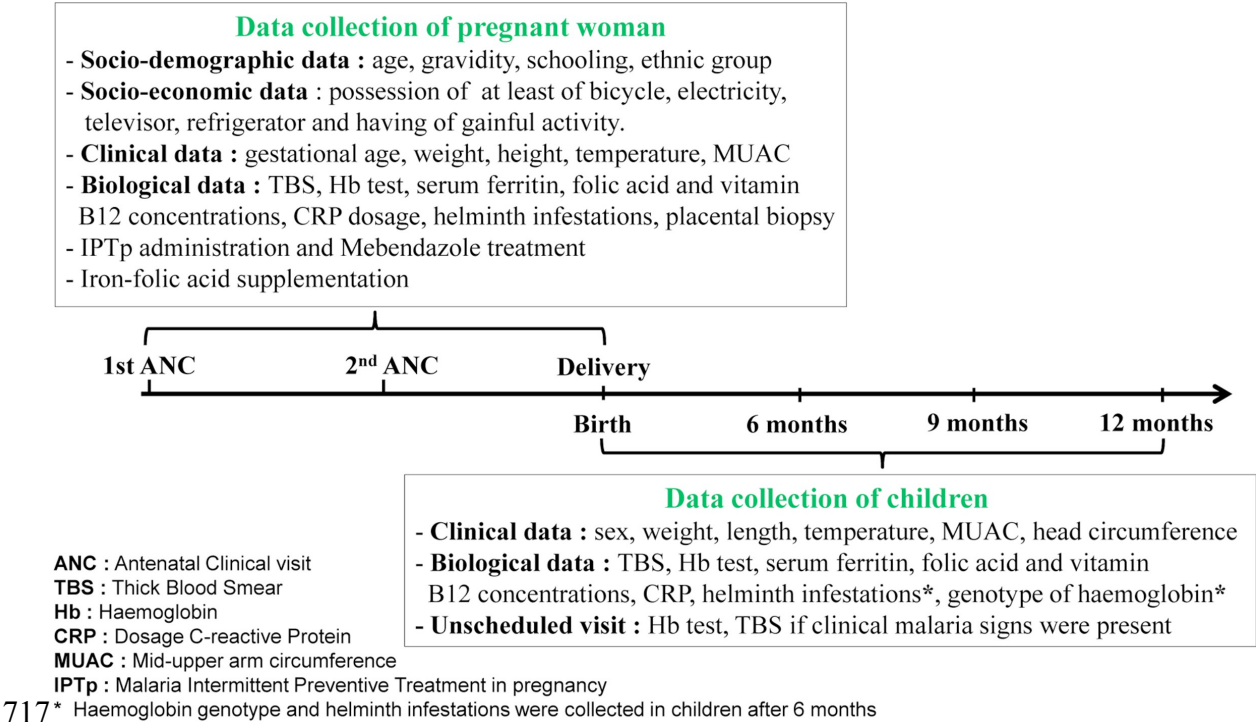 Data collection of pregnant woman
- Socio-demographic data : age, gravidity, schooling, ethnic group
- Socio-economic data : possession of at least of bicycle, electricity,
televisor, refrigerator and having of gainful activity.
- Clinical data : gestational age, weight, height, temperature, MUAC
- Biological data : TBS, Hb test, serum ferritin, folic acid and vitamin
B12 concentrations, CRP dosage, helminth infestations, placental biopsy
- IPTp administration and Mebendazole treatment
- Iron-folic acid supplementation
1st ANC 2nd ANC Delivery
Birth 6 months 9 months 12 months
Data collection of children
- Clinical data : sex, weight, length, temperature, MUAC, head circumference
- Biological data : TBS, Hb test, serum ferritin, folic acid and vitamin
B12 concentrations, CRP, helminth infestations*, genotype of haemoglobin*
- Unscheduled visit : Hb test, TBS if clinical malaria signs were present
ANC : Antenatal Clinical visit
TBS : Thick Blood Smear
Hb : Haemoglobin
CRP : Dosage C-reactive Protein
MUAC : Mid-upper arm circumference
IPTp : Malaria Intermittent Preventive Treatment in pregnancy
717 * Haemoglobin genotype and helminth infestations were collected in children after 6 months